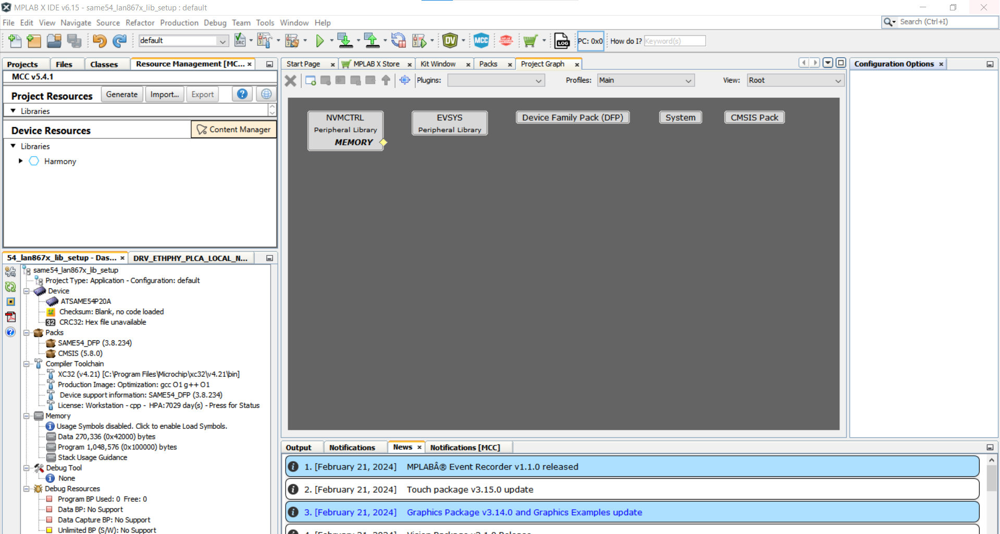 MPLAB X IDE v6.15 - same54_lan867x_lib_setup : default
File Edit View Navigate Source Refactor Production Debug Team Tools Window Help
Search (Ctrl+I)
default
SRC
DV
MCC
LOG
PC: 0x0
How do I? Keyword(s)
Projects Files Classes Resource Management [MC...
MCC v5.4.1
Project Resources Generate Import... Export
Libraries
Device Resources Content Manager
Libraries
Harmony
Start Page MPLAB X Store Kit Window Packs Project Graph
Plugins: Profiles: Main View: Root
NVMCTRL
Peripheral Library
MEMORY
EVSYS
Peripheral Library
Device Family Pack (DFP)
System
CMSIS Pack
Configuration Options
54_lan867x_lib_setup - Das... DRV_ETHPHY_PLCA_LOCAL_N...
same54_lan867x_lib_setup
Project Type: Application - Configuration: default
Device
ATSAME54P20A
Checksum: Blank, no code loaded
32 CRC32: Hex file unavailable
Packs
SAME54_DFP (3.8.234)
CMSIS (5.8.0)
Compiler Toolchain
XC32 (v4.21) [C:\Program Files\Microchip\xc32\v4.21\bin]
Production Image: Optimization: gcc O1 g++ O1
Device support information: SAME54_DFP (3.8.234)
License: Workstation - cpp - HPA:7029 day(s) - Press for Status
Memory
Usage Symbols disabled. Click to enable Load Symbols.
Data 270,336 (0x42000) bytes
Program 1,048,576 (0x100000) bytes
Stack Usage Guidance
Debug Tool
None
Debug Resources
Program BP Used: 0 Free: 0
Data BP: No Support
Data Capture BP: No Support
Unlimited BP (S/W): No Support
Output Notifications News Notifications [MCC]
1. [February 21, 2024] MPLABÂ® Event Recorder v1.1.0 released
2. [February 21, 2024] Touch package v3.15.0 update
3. [February 21, 2024] Graphics Package v3.14.0 and Graphics Examples update
4. [February 21, 2024]